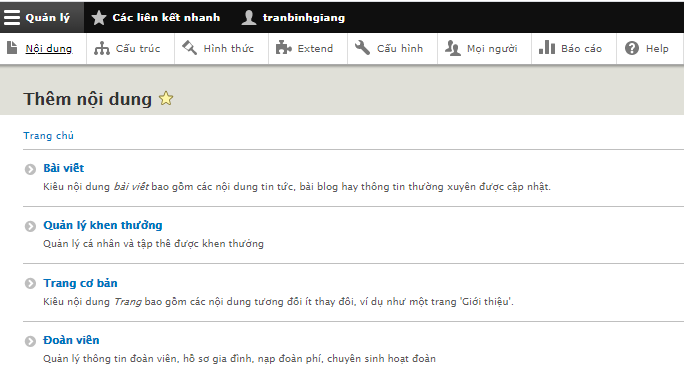 Quản lý Các liên kết nhanh tranbinhgiang
Nội dung Cấu trúc Hình thức Extend Cấu hình Mọi người Báo cáo Help
Thêm nội dung
Trang chủ
Bài viết
Kiểu nội dung bài viết bao gồm các nội dung tin tức, bài blog hay thông tin thường xuyên được cập nhật.
Quản lý khen thưởng
Quản lý cá nhân và tập thể được khen thưởng
Trang cơ bản
Kiểu nội dung Trang bao gồm các nội dung tương đối ít thay đổi, ví dụ như một trang 'Giới thiệu'.
Đoàn viên
Quản lý thông tin đoàn viên, hồ sơ gia đình, nạp đoàn phí, chuyên sinh hoạt đoàn